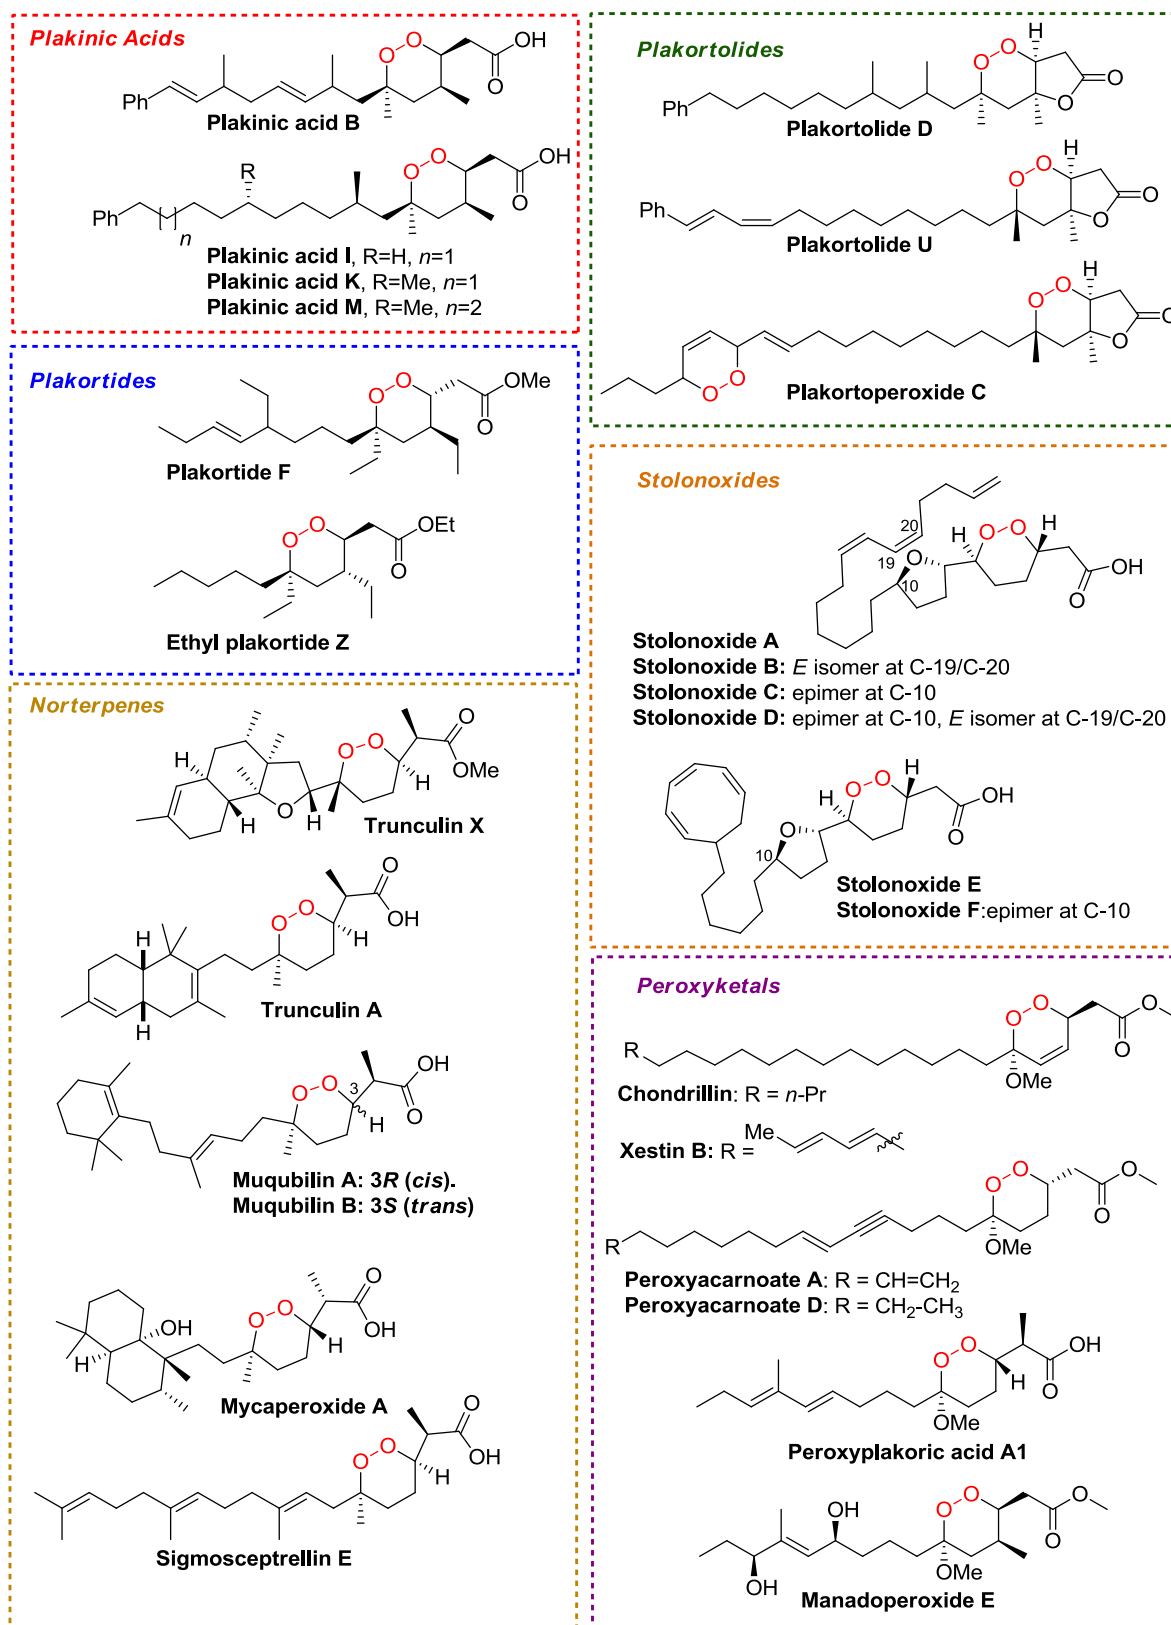 Plakinic Acids
O O
OH
O
Ph
Plakinic acid B
R
O O
OH
O
Ph
n
Plakinic acid I, R=H, n=1
Plakinic acid K, R=Me, n=1
Plakinic acid M, R=Me, n=2
Plakortides
O O
OMe
O
Plakortide F
O O
OEt
O
Ethyl plakortide Z
Norterpenes
H
O O
O
OMe
H
O
H
H
Trunculin X
O
O O
OH
H
H
H
Trunculin A
OH
O O
3
O
H
Muqubilin A: 3R (cis).
Muqubilin B: 3S (trans)
O
O O
OH
OH
H
H
Mycaperoxide A
O
O O
OH
H
Sigmosceptrellin E
Plakortolides
H
O O
O
O
Ph
Plakortolide D
H
O O
O
O
Ph
Plakortolide U
H
O O
O
O
O O
Plakortoperoxide C
Stolonoxides
20
19
O
H
O O
H
OH
O
10
Stolonoxide A
Stolonoxide B: E isomer at C-19/C-20
Stolonoxide C: epimer at C-10
Stolonoxide D: epimer at C-10, E isomer at C-19/C-20
H
O O
OH
O
H
O
10
Stolonoxide E
Stolonoxide F:epimer at C-10
Peroxyketals
O O
O
O
R
OMe
Chondrillin: R = n-Pr
Me
Xestin B: R =
O O
O
O
R
OMe
Peroxyacarnoate A: R = CH=CH₂
Peroxyacarnoate D: R = CH₂-CH₃
O O
OH
O
H
OMe
Peroxyplakoric acid A1
OH
O O
O
O
OMe
OH
Manadoperoxide E